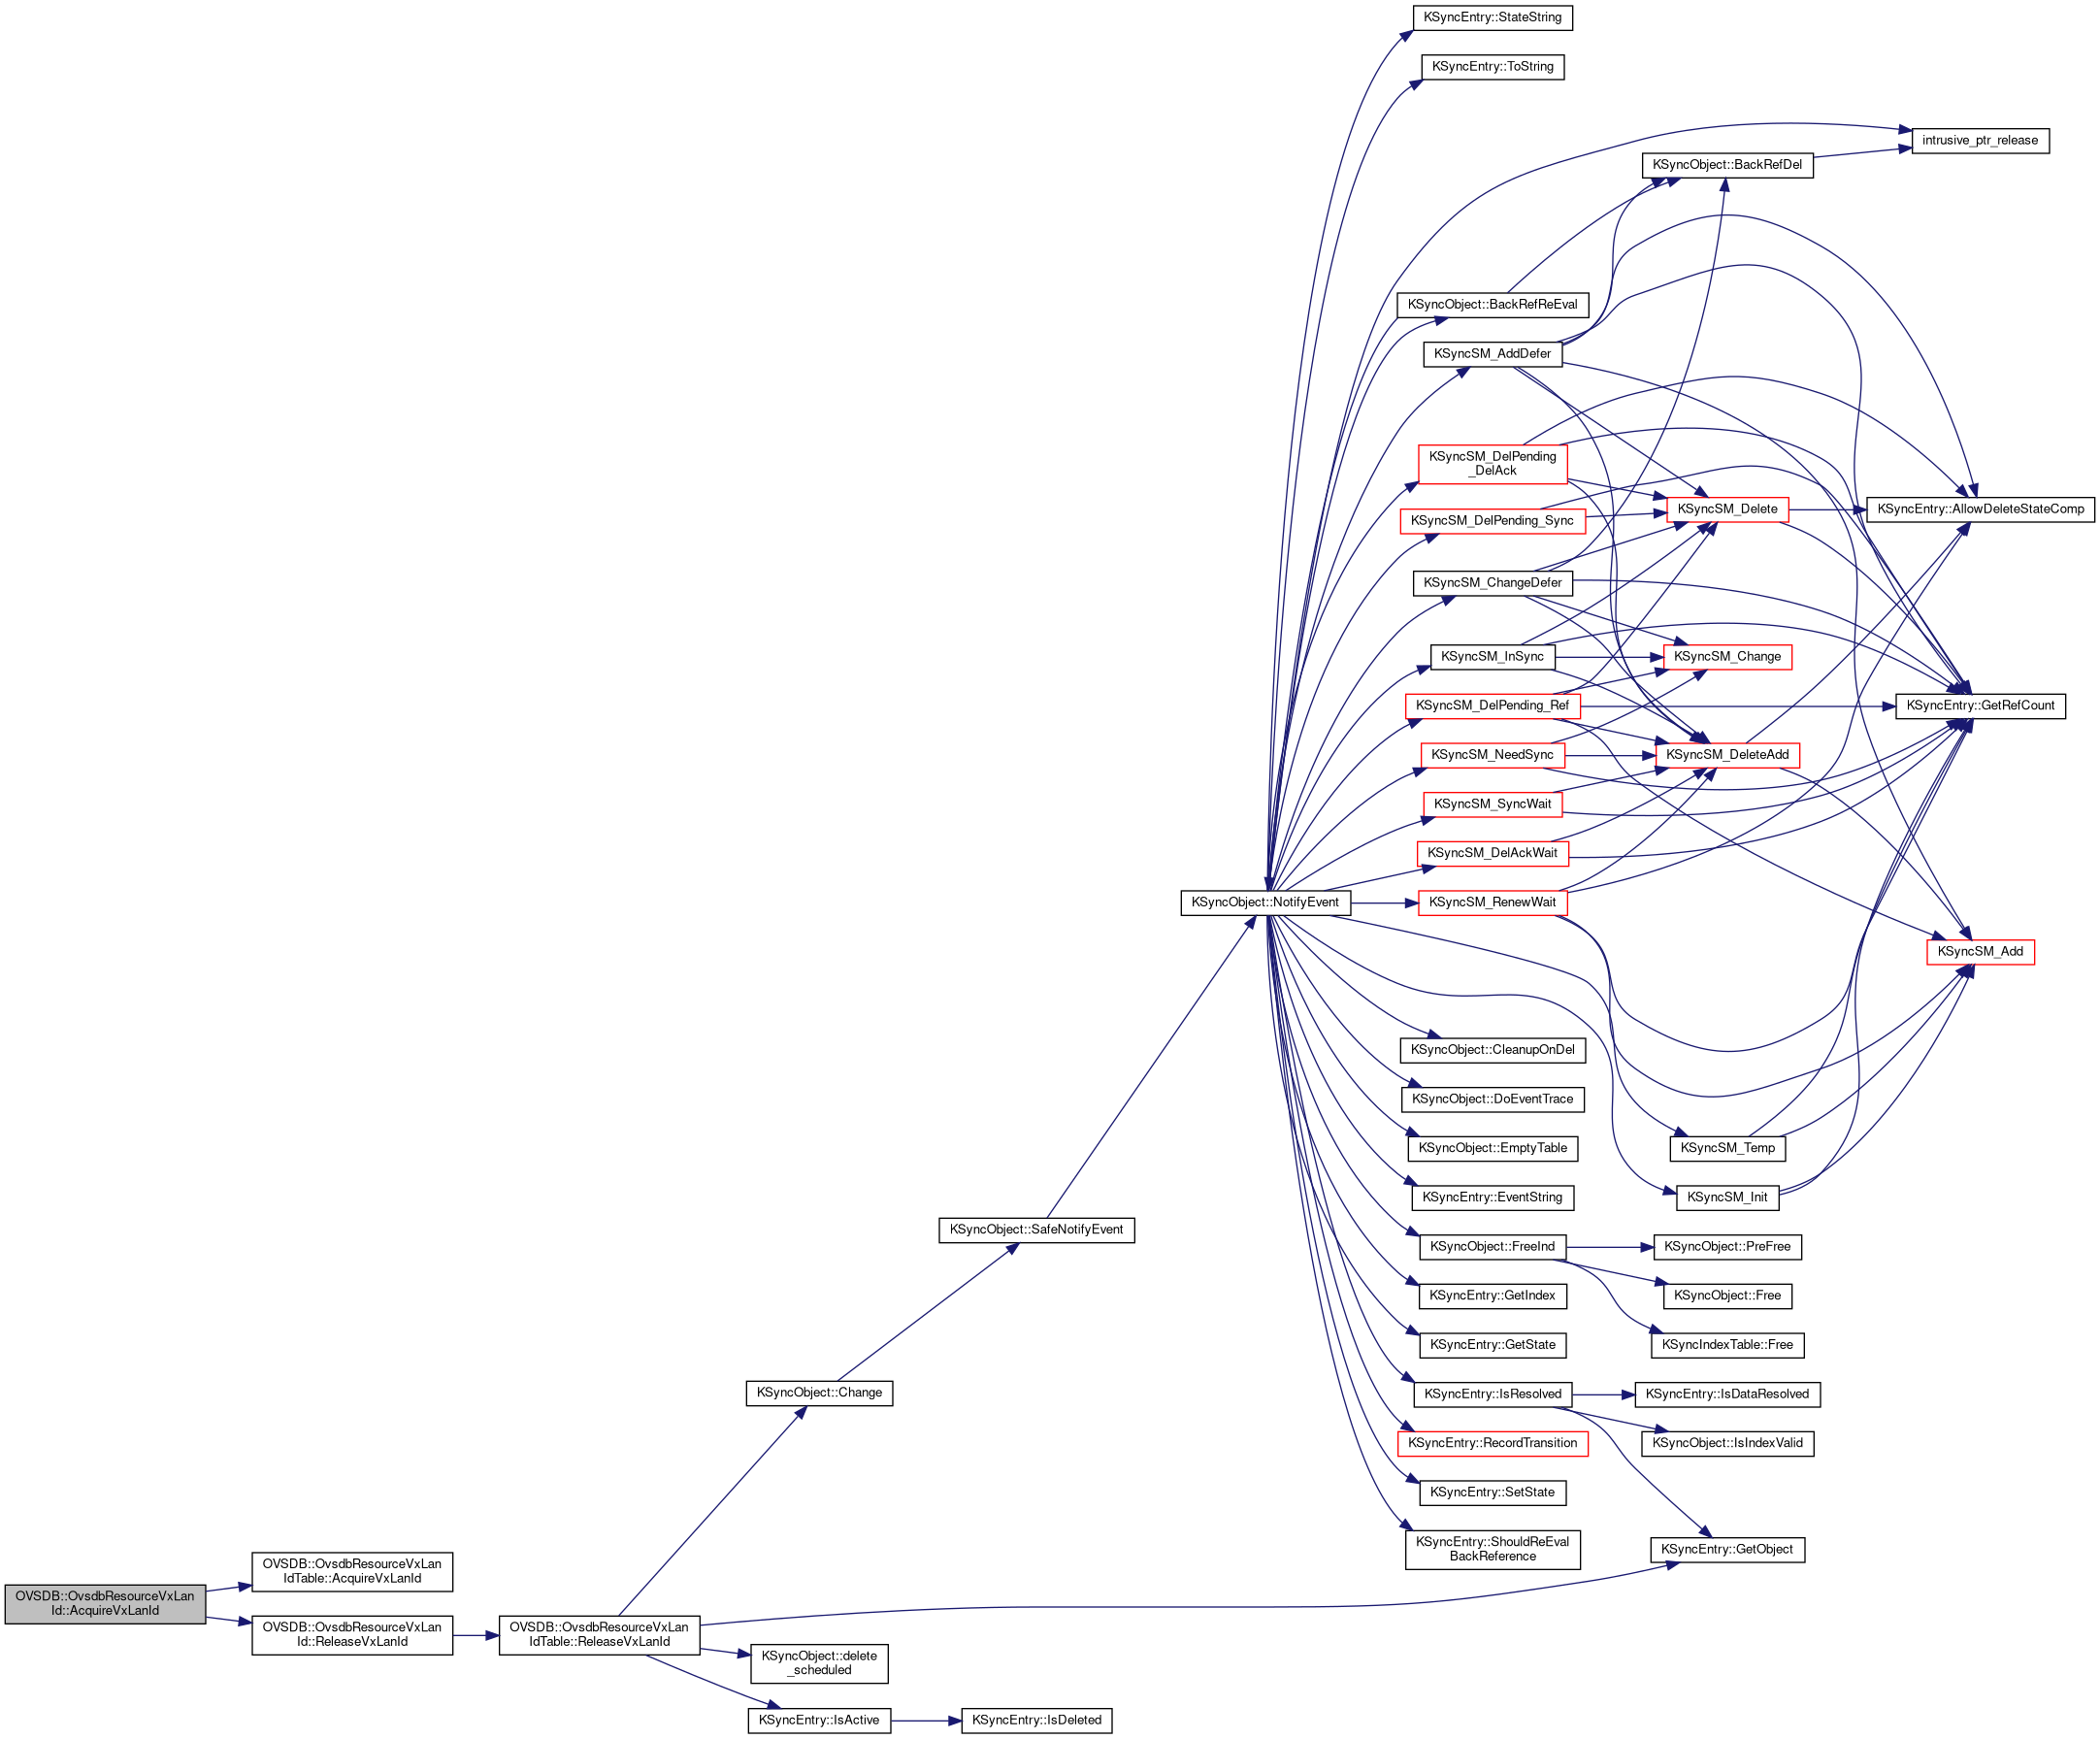 KSyncEntry::StateString
KSyncEntry::ToString
intrusive_ptr_release
KSyncObject::BackRefDel
KSyncObject::BackRefReEval
KSyncSM_AddDefer
KSyncSM_DelPending
_DelAck
KSyncSM_Delete
KSyncEntry::AllowDeleteStateComp
KSyncSM_DelPending_Sync
KSyncSM_ChangeDefer
KSyncSM_InSync
KSyncSM_Change
KSyncSM_DelPending_Ref
KSyncEntry::GetRefCount
KSyncSM_NeedSync
KSyncSM_DeleteAdd
KSyncSM_SyncWait
KSyncSM_DelAckWait
KSyncObject::NotifyEvent
KSyncSM_RenewWait
KSyncSM_Add
KSyncObject::CleanupOnDel
KSyncObject::DoEventTrace
KSyncObject::EmptyTable
KSyncSM_Temp
KSyncEntry::EventString
KSyncSM_Init
KSyncObject::SafeNotifyEvent
KSyncObject::FreeInd
KSyncObject::PreFree
KSyncEntry::GetIndex
KSyncObject::Free
KSyncEntry::GetState
KSyncIndexTable::Free
KSyncObject::Change
KSyncEntry::IsResolved
KSyncEntry::IsDataResolved
KSyncEntry::RecordTransition
KSyncObject::IsIndexValid
KSyncEntry::SetState
KSyncEntry::ShouldReEval
BackReference
KSyncEntry::GetObject
OVSDB::OvsdbResourceVxLan
IdTable::AcquireVxLanId
OVSDB::OvsdbResourceVxLan
Id::AcquireVxLanId
OVSDB::OvsdbResourceVxLan
Id::ReleaseVxLanId
OVSDB::OvsdbResourceVxLan
IdTable::ReleaseVxLanId
KSyncObject::delete
_scheduled
KSyncEntry::IsActive
KSyncEntry::IsDeleted